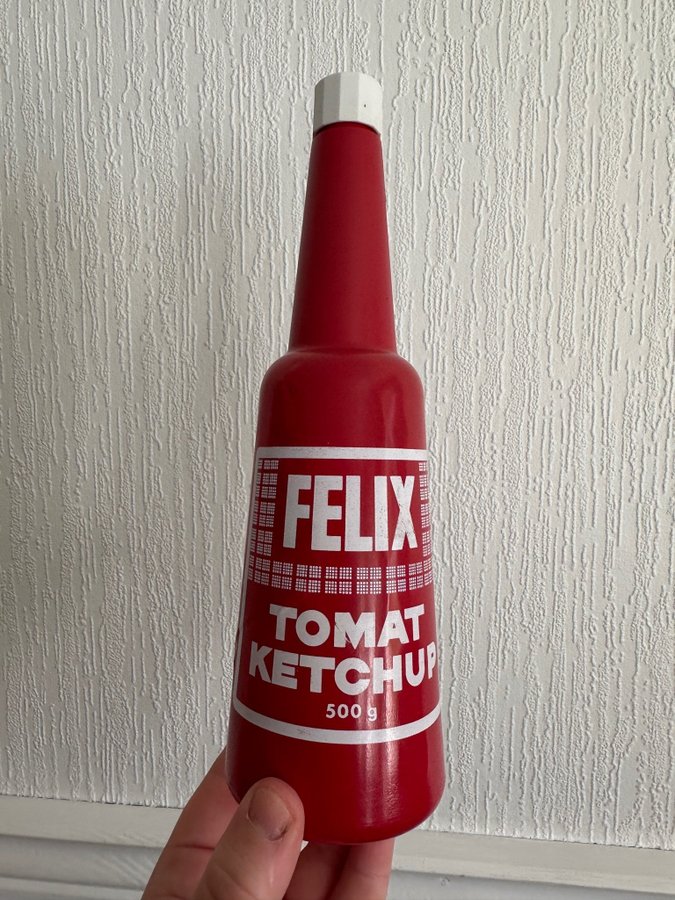 FELIX
TOMAT
KETCHUP
500 g